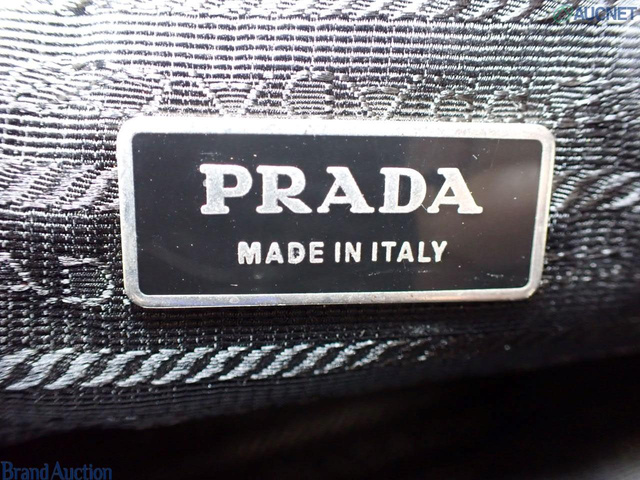 AUCNET
PRADA
MADE IN ITALY
Brand Auction